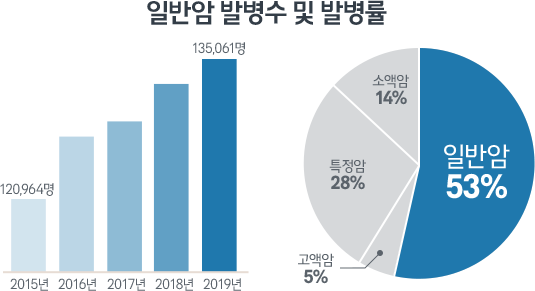 일반암 발병수 및 발병률
135,061명
120,964명
2015년 2016년 2017년 2018년 2019년
소액암
14%
일반암
53%
특정암
28%
고액암
5%